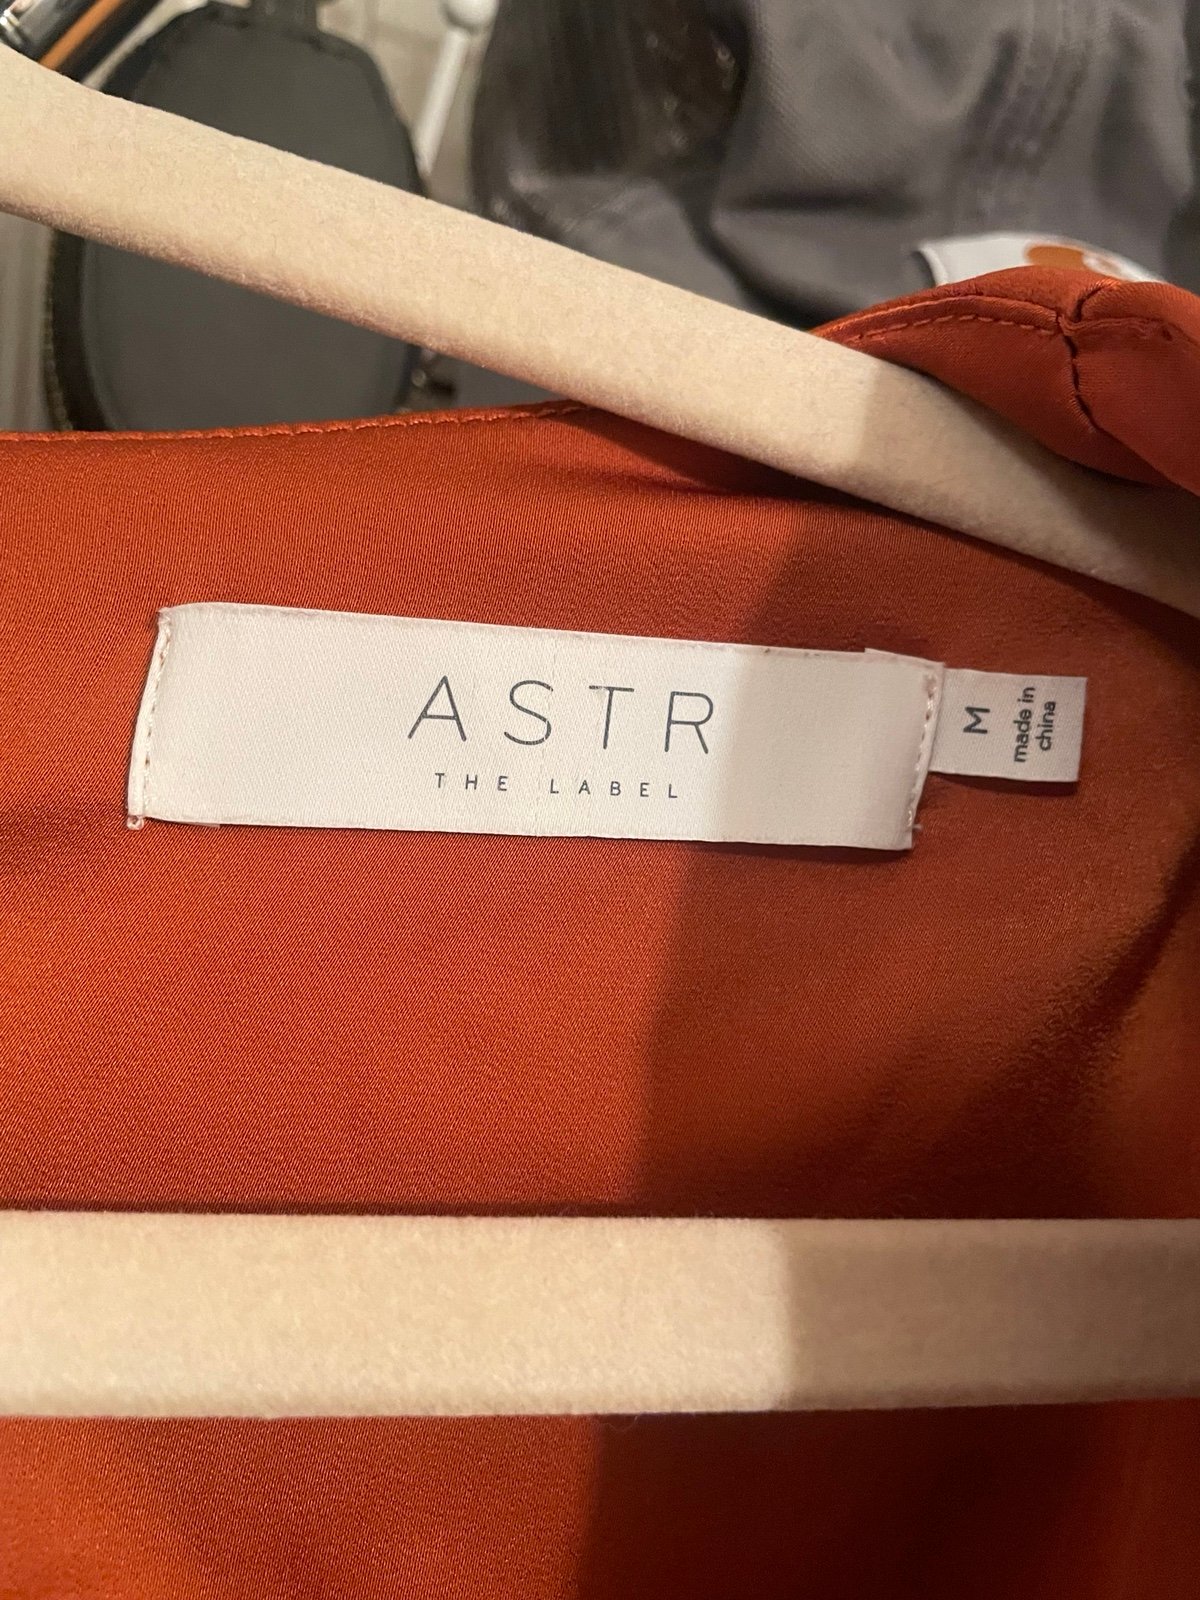 ASTR
THE LABEL
M
made in
china